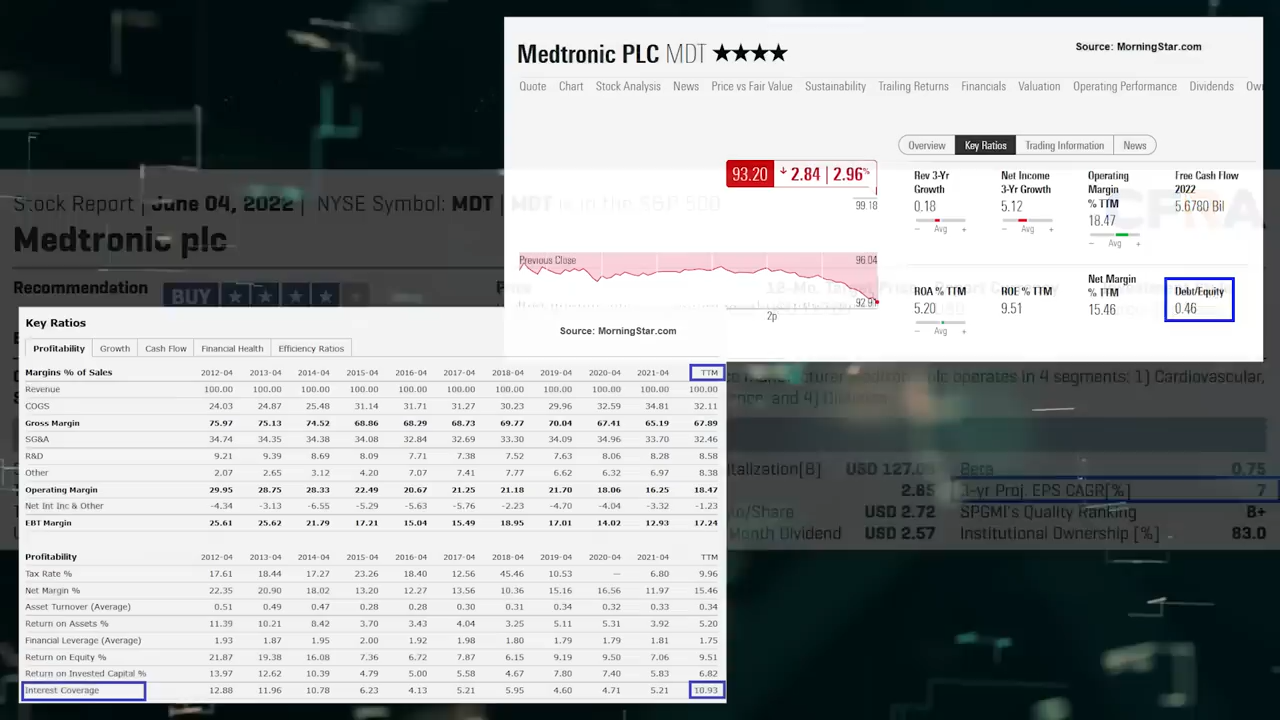 Medtronic PLC MDT ★★★★
Source: MorningStar.com
Quote Chart Stock Analysis News Price vs Fair Value Sustainability Trailing Returns Financials Valuation Operating Performance Dividends
Overview Key Ratios Trading Information News
93.20 2.84 | 2.96%
99.18
Previous Close 96.04
92.91
2p
Rev 3-Yr Growth
0.18
− Avg +
Net Income 3-Yr Growth
5.12
− Avg +
Operating Margin % TTM
18.47
− Avg +
Free Cash Flow 2022
5.6780 Bil
ROA % TTM
5.20
− Avg +
ROE % TTM
9.51
Net Margin % TTM
15.46
Debt/Equity
0.46
Source: MorningStar.com
Stock Report | June 04, 2022 | NYSE Symbol: MDT | MDT is in the S&P 500
Medtronic plc
Recommendation
BUY ★ ★ ★ ★ ★
operates in 4 segments: 1) Cardiovascular,
USD 127.0
Beta 0.75
2.85
3-yr Proj. EPS CAGR[%] 7
USD 2.72
SPGMI's Quality Ranking B+
Month Dividend USD 2.57
Institutional Ownership [%] 83.0
Key Ratios
Profitability Growth Cash Flow Financial Health Efficiency Ratios
Margins % of Sales 2012-04 2013-04 2014-04 2015-04 2016-04 2017-04 2018-04 2019-04 2020-04 2021-04 TTM
Revenue 100.00 100.00 100.00 100.00 100.00 100.00 100.00 100.00 100.00 100.00 100.00
COGS 24.03 24.87 25.48 31.14 31.71 31.27 30.23 29.96 32.59 34.81 32.11
Gross Margin 75.97 75.13 74.52 68.86 68.29 68.73 69.77 70.04 67.41 65.19 67.89
SG&A 34.74 34.35 34.38 34.08 32.84 32.69 33.30 34.09 34.96 33.70 32.46
R&D 9.21 9.39 8.69 8.09 7.71 7.38 7.52 7.63 8.06 8.28 8.58
Other 2.07 2.65 3.12 4.20 7.07 7.41 7.77 6.62 6.32 6.97 8.38
Operating Margin 29.95 28.75 28.33 22.49 20.67 21.25 21.18 21.70 18.06 16.25 18.47
Net Int Inc & Other -4.34 -3.13 -6.55 -5.29 -5.63 -5.76 -2.23 -4.70 -4.04 -3.32 -1.23
EBT Margin 25.61 25.62 21.79 17.21 15.04 15.49 18.95 17.01 14.02 12.93 17.24
Profitability 2012-04 2013-04 2014-04 2015-04 2016-04 2017-04 2018-04 2019-04 2020-04 2021-04 TTM
Tax Rate % 17.61 18.44 17.27 23.26 18.40 12.56 45.46 10.53 — 6.80 9.96
Net Margin % 22.35 20.90 18.02 13.20 12.27 13.56 10.36 15.16 16.56 11.97 15.46
Asset Turnover (Average) 0.51 0.49 0.47 0.28 0.28 0.30 0.31 0.34 0.32 0.33 0.34
Return on Assets % 11.39 10.21 8.42 3.70 3.43 4.04 3.25 5.11 5.31 3.92 5.20
Financial Leverage (Average) 1.93 1.87 1.95 2.00 1.92 1.98 1.80 1.79 1.79 1.81 1.75
Return on Equity % 21.87 19.38 16.08 7.36 6.72 7.87 6.15 9.19 9.50 7.06 9.51
Return on Invested Capital % 13.97 12.62 10.39 4.79 5.00 5.58 4.67 7.80 7.40 5.83 6.82
Interest Coverage 12.88 11.96 10.78 6.23 4.13 5.21 5.95 4.60 4.71 5.21 10.93